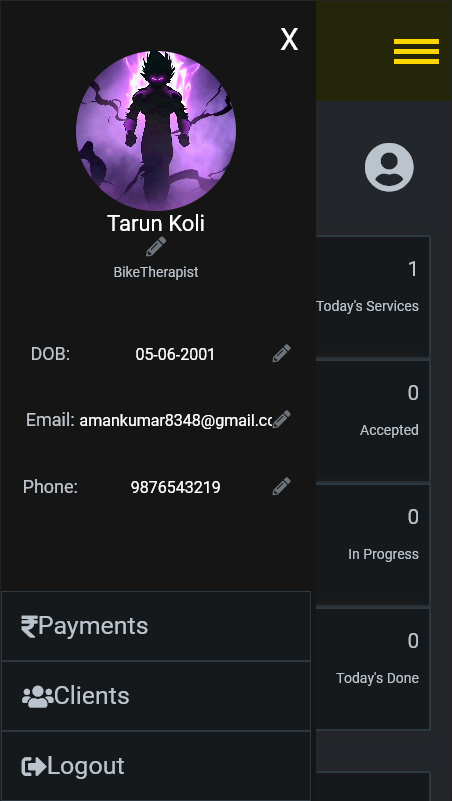 X
Tarun Koli
BikeTherapist
DOB: 05-06-2001
Email: amankumar8348@gmail.cc
Phone: 9876543219
Payments
Clients
Logout
1
Today's Services
0
Accepted
0
In Progress
0
Today's Done